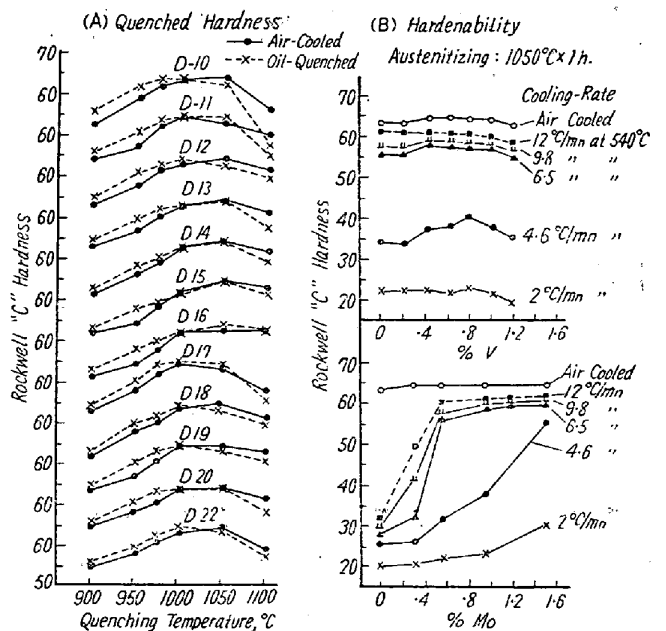 (A) Quenched Hardness
Air-Cooled
Oil-Quenched
70
60
60
60
60
60
60
60
60
60
60
60
60
50
Rockwell "C" Hardness
D-10
D-11
D 12
D 13
D 14
D 15
D 16
D 17
D 18
D 19
D 20
D 22
900 950 1000 1050 1100
Quenching Temperature, °C
(B) Hardenability
Austenitizing : 1050°C×1h.
Cooling-Rate
Air Cooled
12°C/mn at 540°C
9.8 " "
6.5 " "
4.6°C/mn "
2°C/mn "
70
60
50
40
30
20
0 .4 .8 1.2 1.6
% V
Rockwell "C" Hardness
Air Cooled
12°C/mn
9.8 "
6.5 "
4.6 "
2°C/mn
60
50
40
30
20
0 .4 .8 1.2 1.6
% Mo